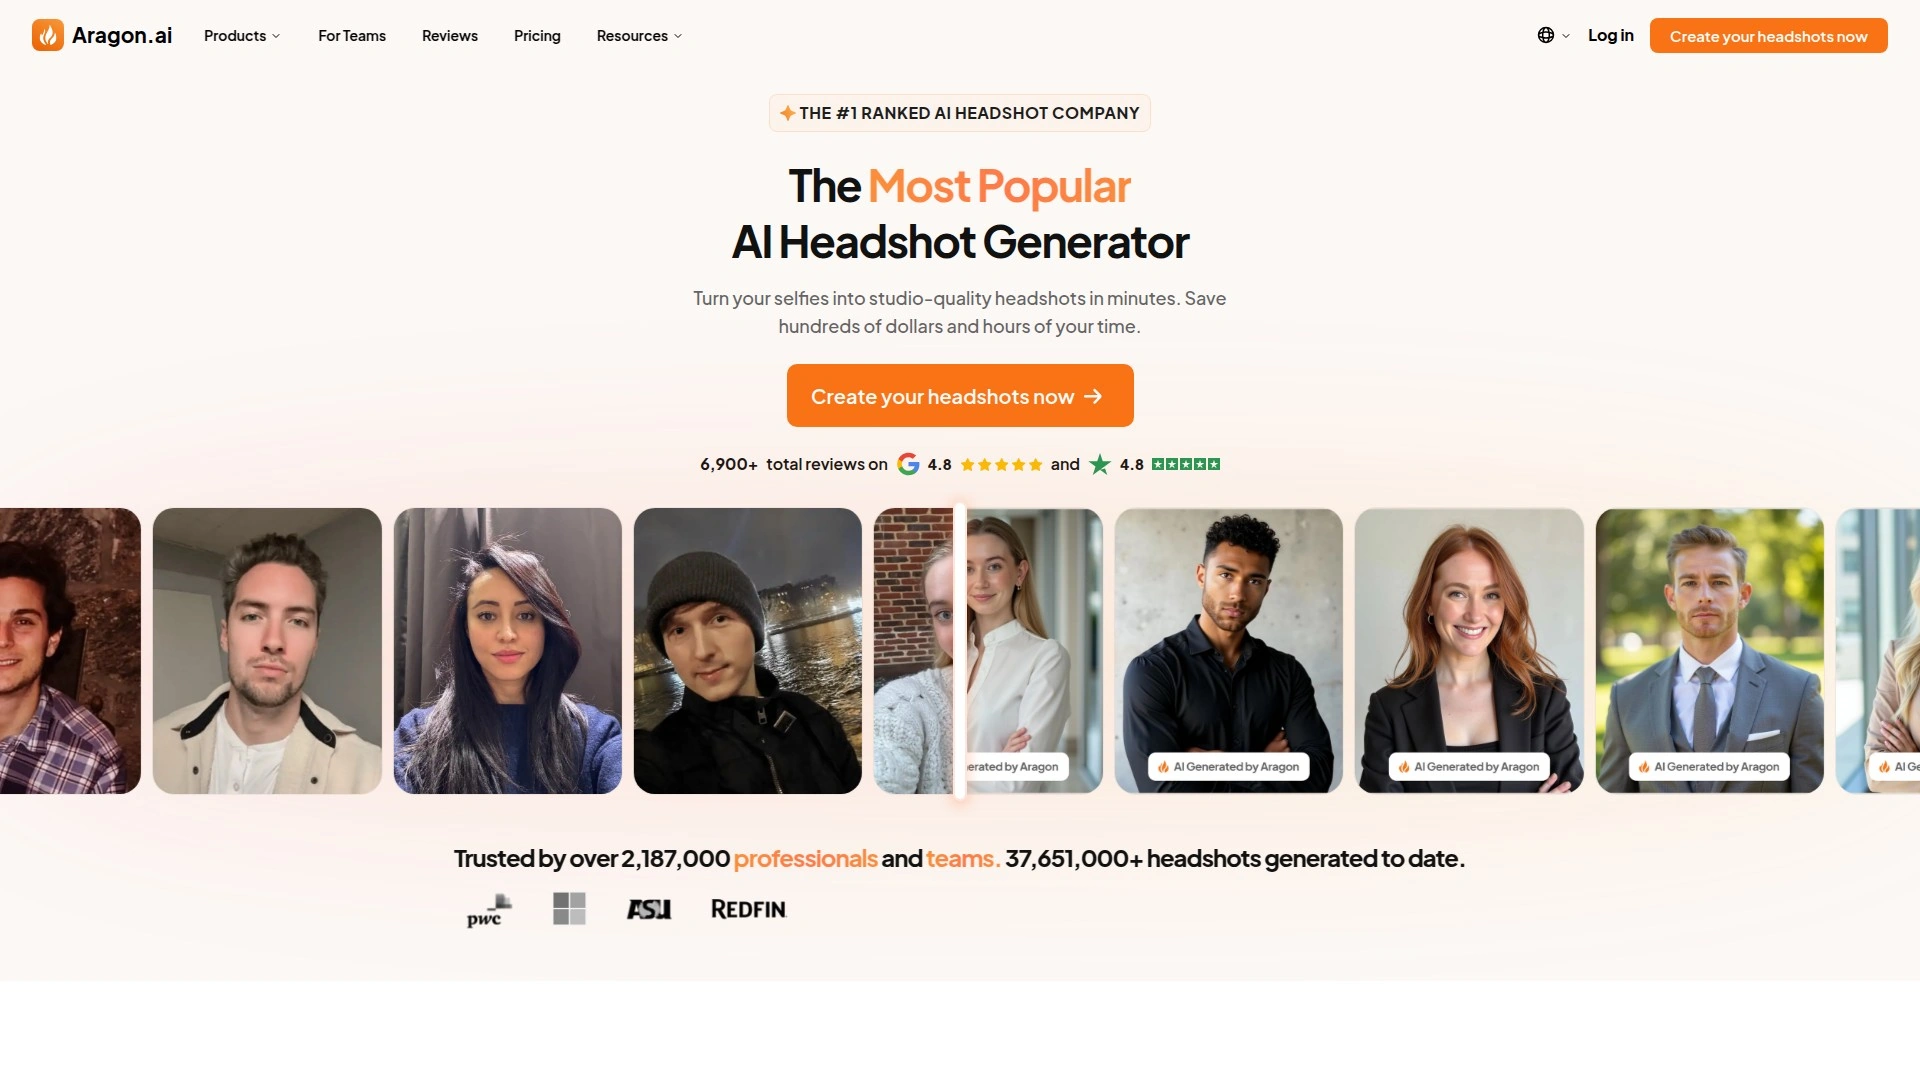 Aragon.ai
Products
For Teams
Reviews
Pricing
Resources
Log in
Create your headshots now
THE #1 RANKED AI HEADSHOT COMPANY
The Most Popular
AI Headshot Generator
Turn your selfies into studio-quality headshots in minutes. Save
hundreds of dollars and hours of your time.
Create your headshots now
6,900+ total reviews on 4.8 and 4.8
erated by Aragon
AI Generated by Aragon
AI Generated by Aragon
AI Generated by Aragon
AI Ge
Trusted by over 2,187,000 professionals and teams. 37,651,000+ headshots generated to date.
pwc
ASU
REDFIN